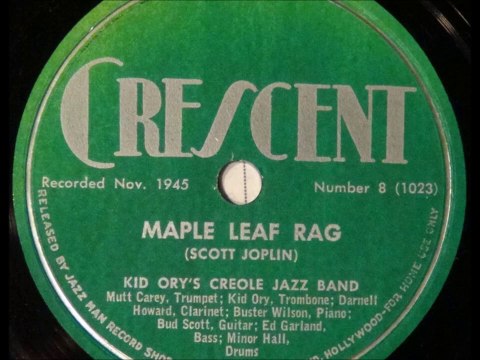 CRESCENT
Recorded Nov. 1945
Number 8 (1023)
MAPLE LEAF RAG
(SCOTT JOPLIN)
KID ORY'S CREOLE JAZZ BAND
Mutt Carey, Trumpet; Kid Ory, Trombone; Darnell
Howard, Clarinet; Buster Wilson, Piano;
Bud Scott, Guitar; Ed Garland,
Bass; Minor Hall,
Drums
RELEASED BY JAZZ MAN RECORD
HOLLYWOOD-FOR HOME USE ONLY